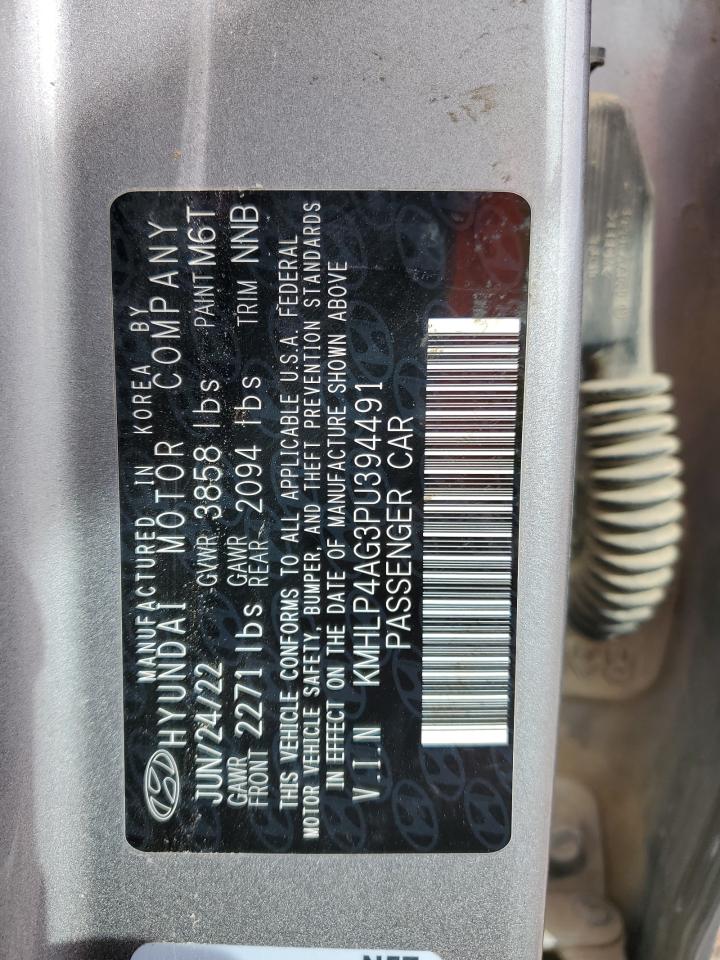 MANUFACTURED IN KOREA BY
HYUNDAI MOTOR COMPANY
JUN/24/22 GVWR 3858 lbs PAINT M6T
GAWR FRONT 2271 lbs GAWR REAR 2094 lbs TRIM NNB
THIS VEHICLE CONFORMS TO ALL APPLICABLE U.S.A. FEDERAL
MOTOR VEHICLE SAFETY, BUMPER, AND THEFT PREVENTION STANDARDS
IN EFFECT ON THE DATE OF MANUFACTURE SHOWN ABOVE
V.I.N KMHLP4AG3PU394491
PASSENGER CAR